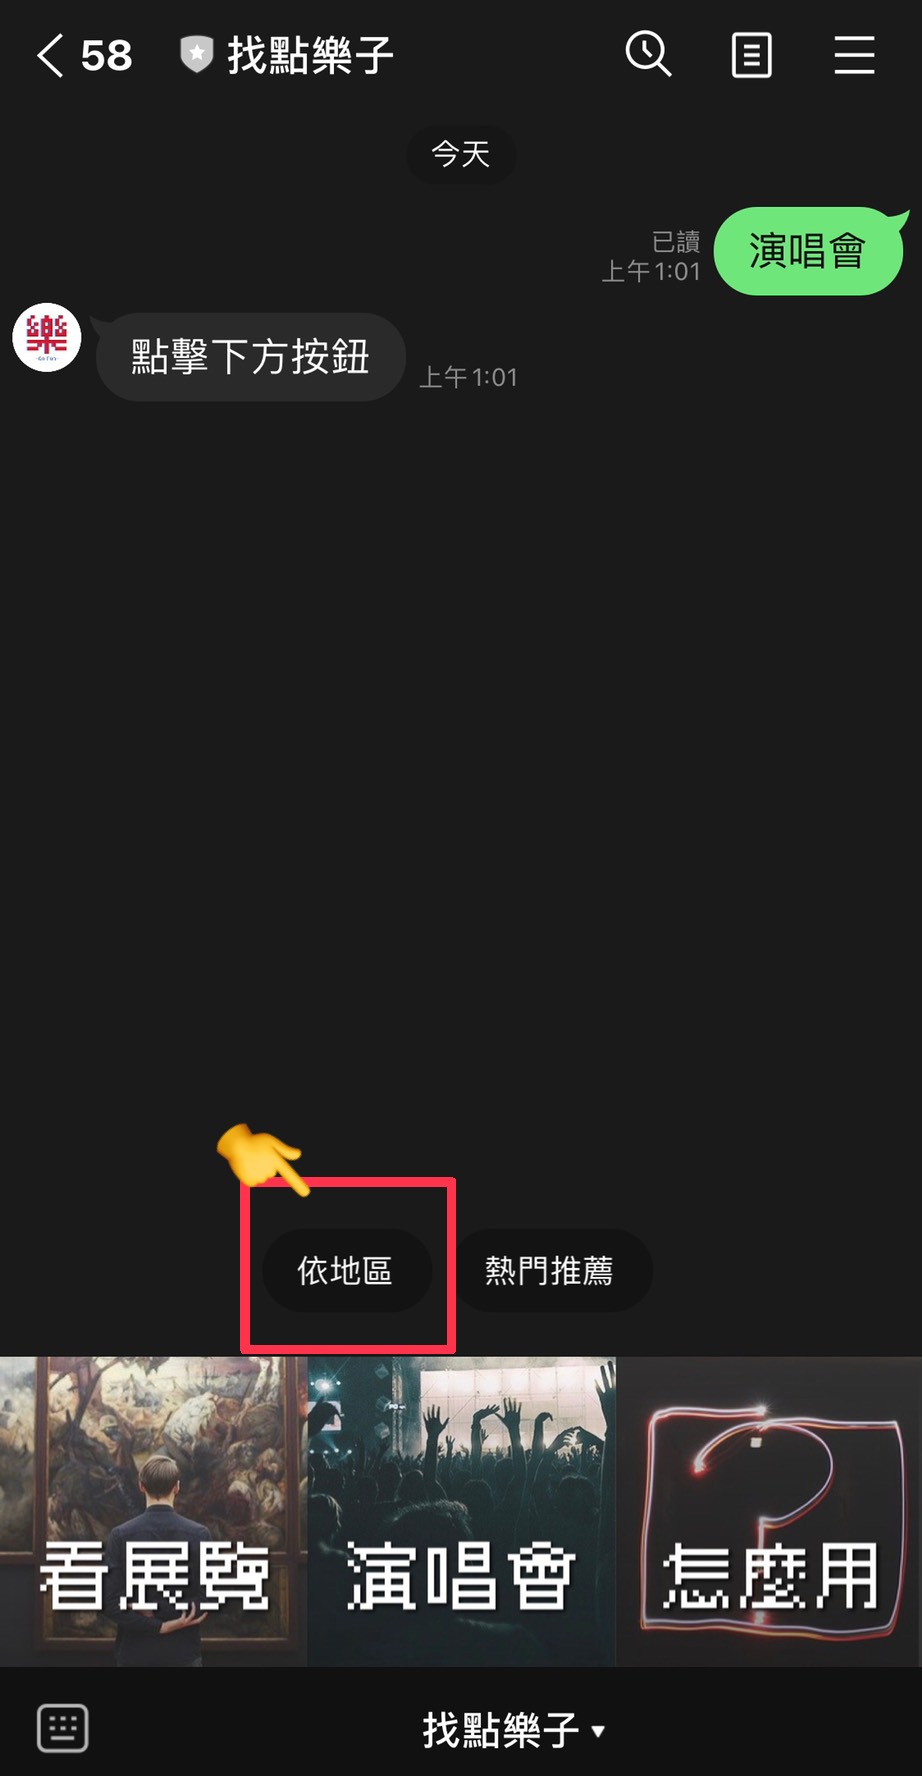 58 找點樂子
今天
演唱會
已讀
上午 1:01
樂
點擊下方按鈕
上午 1:01
依地區
熱門推薦
看展覽
演唱會
怎麼用
找點樂子